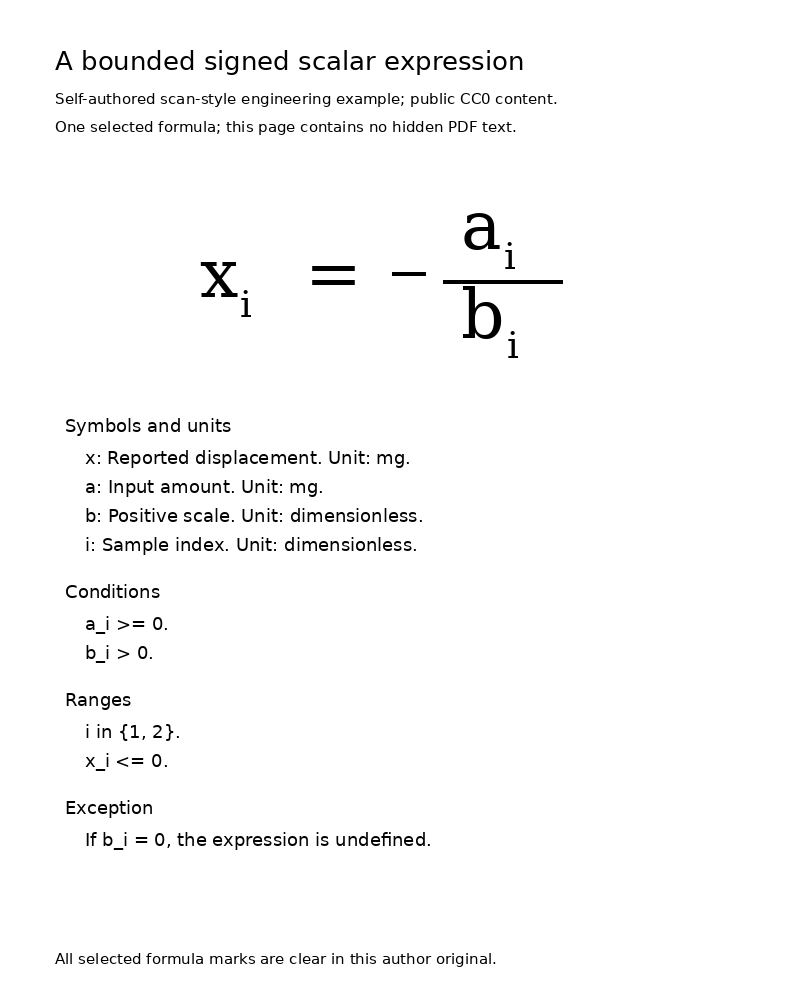 A bounded signed scalar expression
Self-authored scan-style engineering example; public CC0 content.
One selected formula; this page contains no hidden PDF text.
x_i = − a_i / b_i
Symbols and units
x: Reported displacement. Unit: mg.
a: Input amount. Unit: mg.
b: Positive scale. Unit: dimensionless.
i: Sample index. Unit: dimensionless.
Conditions
a_i >= 0.
b_i > 0.
Ranges
i in {1, 2}.
x_i <= 0.
Exception
If b_i = 0, the expression is undefined.
All selected formula marks are clear in this author original.